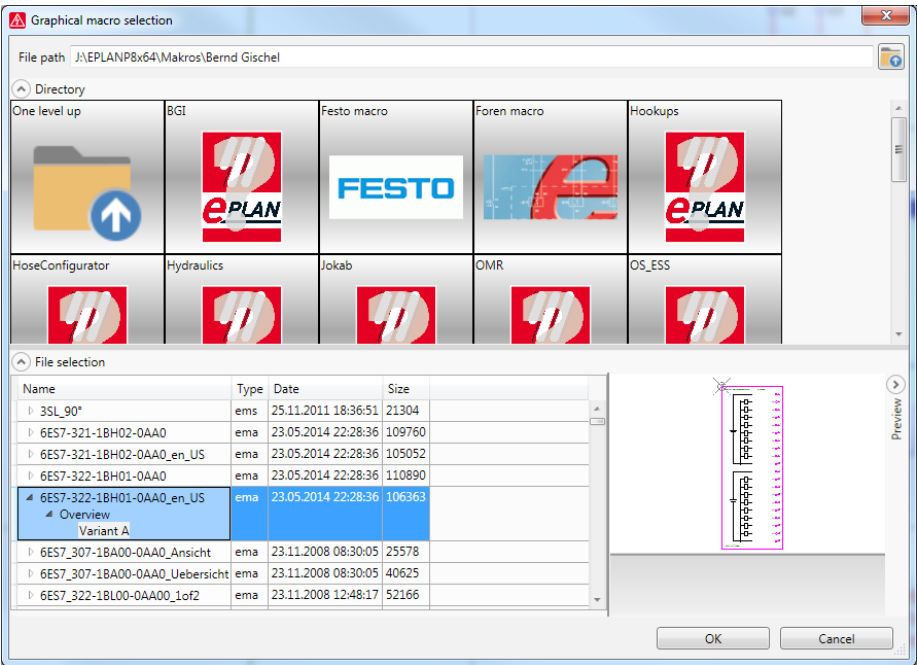 Graphical macro selection
File path J:\EPLANP8x64\Makros\Bernd Gischel
Directory
One level up BGI Festo macro Foren macro Hookups
ePLAN FESTO e ePLAN
HoseConfigurator Hydraulics Jokab OMR OS_ESS
File selection
Name Type Date Size
3SL_90° ems 25.11.2011 18:36:51 21304
6ES7-321-1BH02-0AA0 ema 23.05.2014 22:28:36 109760
6ES7-321-1BH02-0AA0_en_US ema 23.05.2014 22:28:36 105052
6ES7-322-1BH01-0AA0 ema 23.05.2014 22:28:36 110890
6ES7-322-1BH01-0AA0_en_US ema 23.05.2014 22:28:36 106363
Overview
Variant A
6ES7_307-1BA00-0AA0_Ansicht ema 23.11.2008 08:30:05 25578
6ES7_307-1BA00-0AA0_Uebersicht ema 23.11.2008 08:30:05 40625
6ES7_322-1BL00-0AA00_1of2 ema 23.11.2008 12:48:17 52166
Preview
OK Cancel